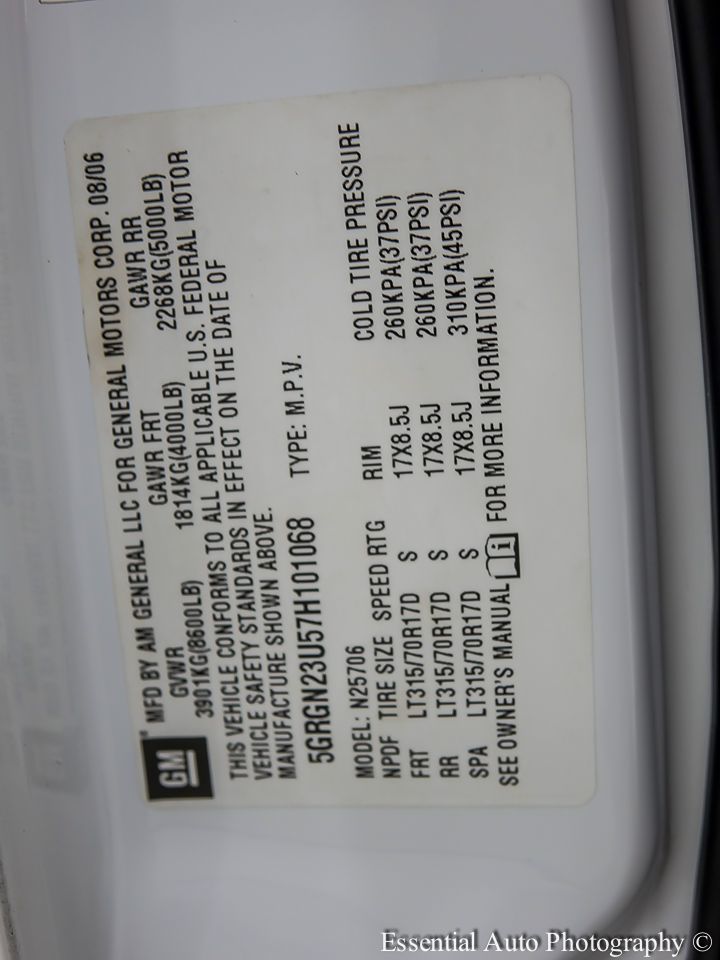 GM® MFD BY AM GENERAL LLC FOR GENERAL MOTORS CORP. 08/06
GVWR GAWR FRT GAWR RR
3901KG(8600LB) 1814KG(4000LB) 2268KG(5000LB)
THIS VEHICLE CONFORMS TO ALL APPLICABLE U.S. FEDERAL MOTOR
VEHICLE SAFETY STANDARDS IN EFFECT ON THE DATE OF
MANUFACTURE SHOWN ABOVE.
5GRGN23U57H101068 TYPE: M.P.V.
MODEL: N25706
NPDF TIRE SIZE SPEED RTG RIM COLD TIRE PRESSURE
FRT LT315/70R17D S 17X8.5J 260KPA(37PSI)
RR LT315/70R17D S 17X8.5J 260KPA(37PSI)
SPA LT315/70R17D S 17X8.5J 310KPA(45PSI)
SEE OWNER'S MANUAL i FOR MORE INFORMATION.
Essential Auto Photography ©